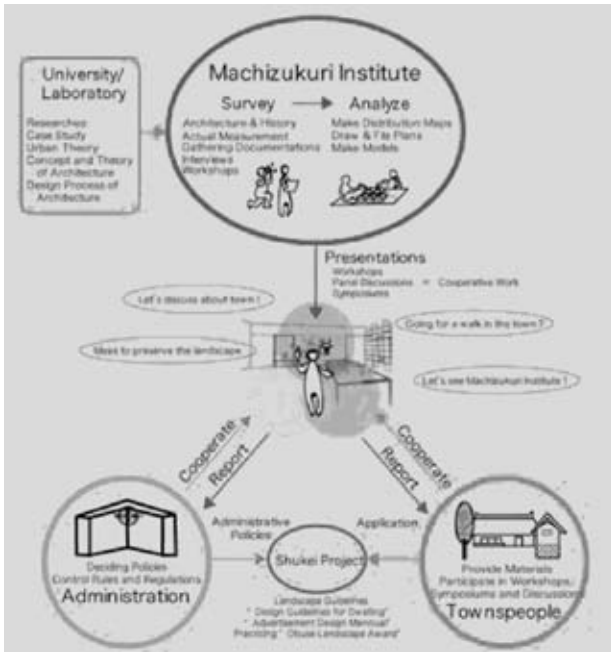 University/
Laboratory
Researches
Case Study
Urban Theory
Concept and Theory
of Architecture
Design Process of
Architecture
Machizukuri Institute
Survey
Analyze
Architecture & History
Actual Measurement
Gathering Documentations
Interviews
Workshops
Make Distribution Maps
Draw & File Plans
Make Models
Presentations
Workshops
Panel Discussions = Cooperative Work
Symposiums
Let's discuss about town !
Going for a walk in the town ?
Ideas to preserve the landscape
Let's see Machizukuri Institute !
Cooperate
Report
Cooperate
Report
Deciding Policies
Control Rules and Regulations
Administration
Administrative
Policies
Application
Shukei Project
Provide Materials
Participate in Workshops,
Symposiums and Discussions
Townspeople
Landscape Guidelines
" Design Guidelines for Dwelling"
" Advertisement Design Mannual"
Practicing " Obuse Landscape Award"